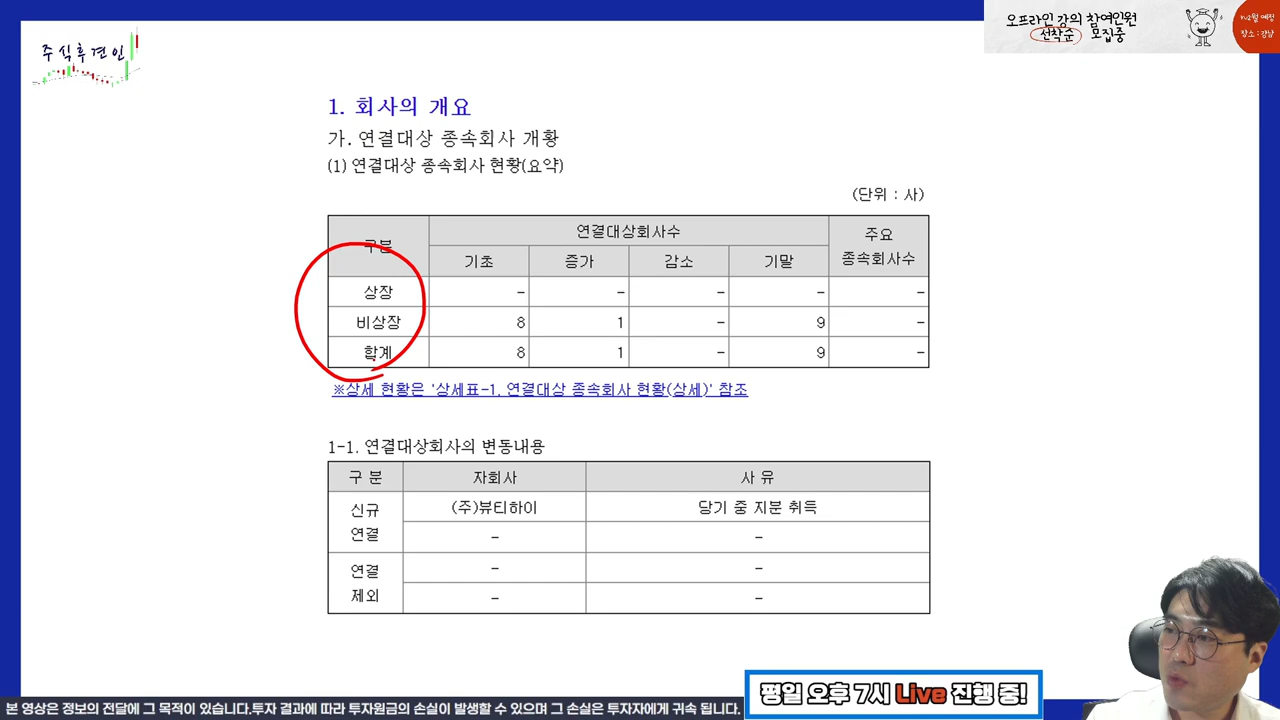 주식후견인
오프라인 강의 참여인원
선착순 모집중
장소 : 강남
1. 회사의 개요
가. 연결대상 종속회사 개황
(1) 연결대상 종속회사 현황(요약)
(단위 : 사)
구분 연결대상회사수 주요 종속회사수
기초 증가 감소 기말
상장 - - - - -
비상장 8 1 - 9 -
합계 8 1 - 9 -
※상세 현황은 '상세표-1. 연결대상 종속회사 현황(상세)' 참조
1-1. 연결대상회사의 변동내용
구 분 자회사 사 유
신규 연결 (주)뷰티하이 당기 중 지분 취득
- -
연결 제외 - -
- -
평일 오후 7시 Live 진행 중!
본 영상은 정보의 전달에 그 목적이 있습니다.투자 결과에 따라 투자원금의 손실이 발생할 수 있으며 그 손실은 투자자에게 귀속 됩니다.